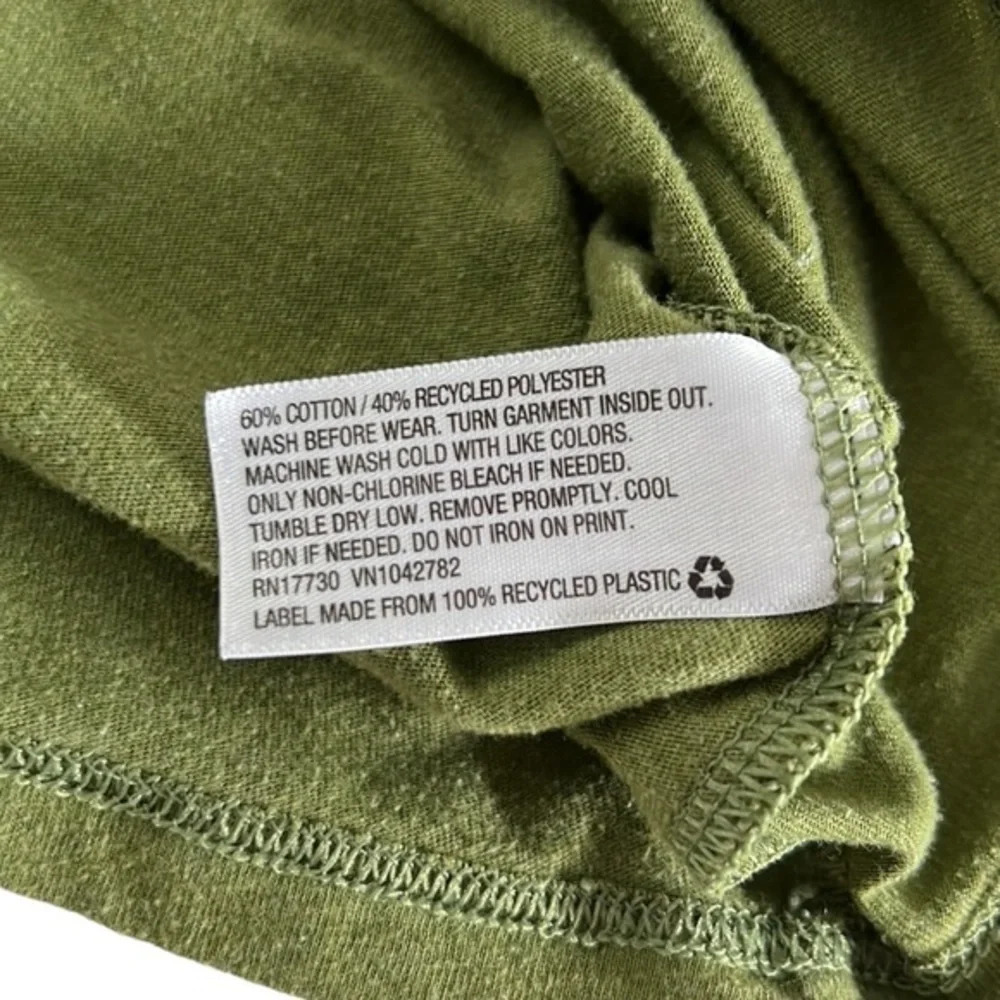 60% COTTON / 40% RECYCLED POLYESTER
WASH BEFORE WEAR. TURN GARMENT INSIDE OUT.
MACHINE WASH COLD WITH LIKE COLORS.
ONLY NON-CHLORINE BLEACH IF NEEDED.
TUMBLE DRY LOW. REMOVE PROMPTLY. COOL
IRON IF NEEDED. DO NOT IRON ON PRINT.
RN17730 VN1042782
LABEL MADE FROM 100% RECYCLED PLASTIC